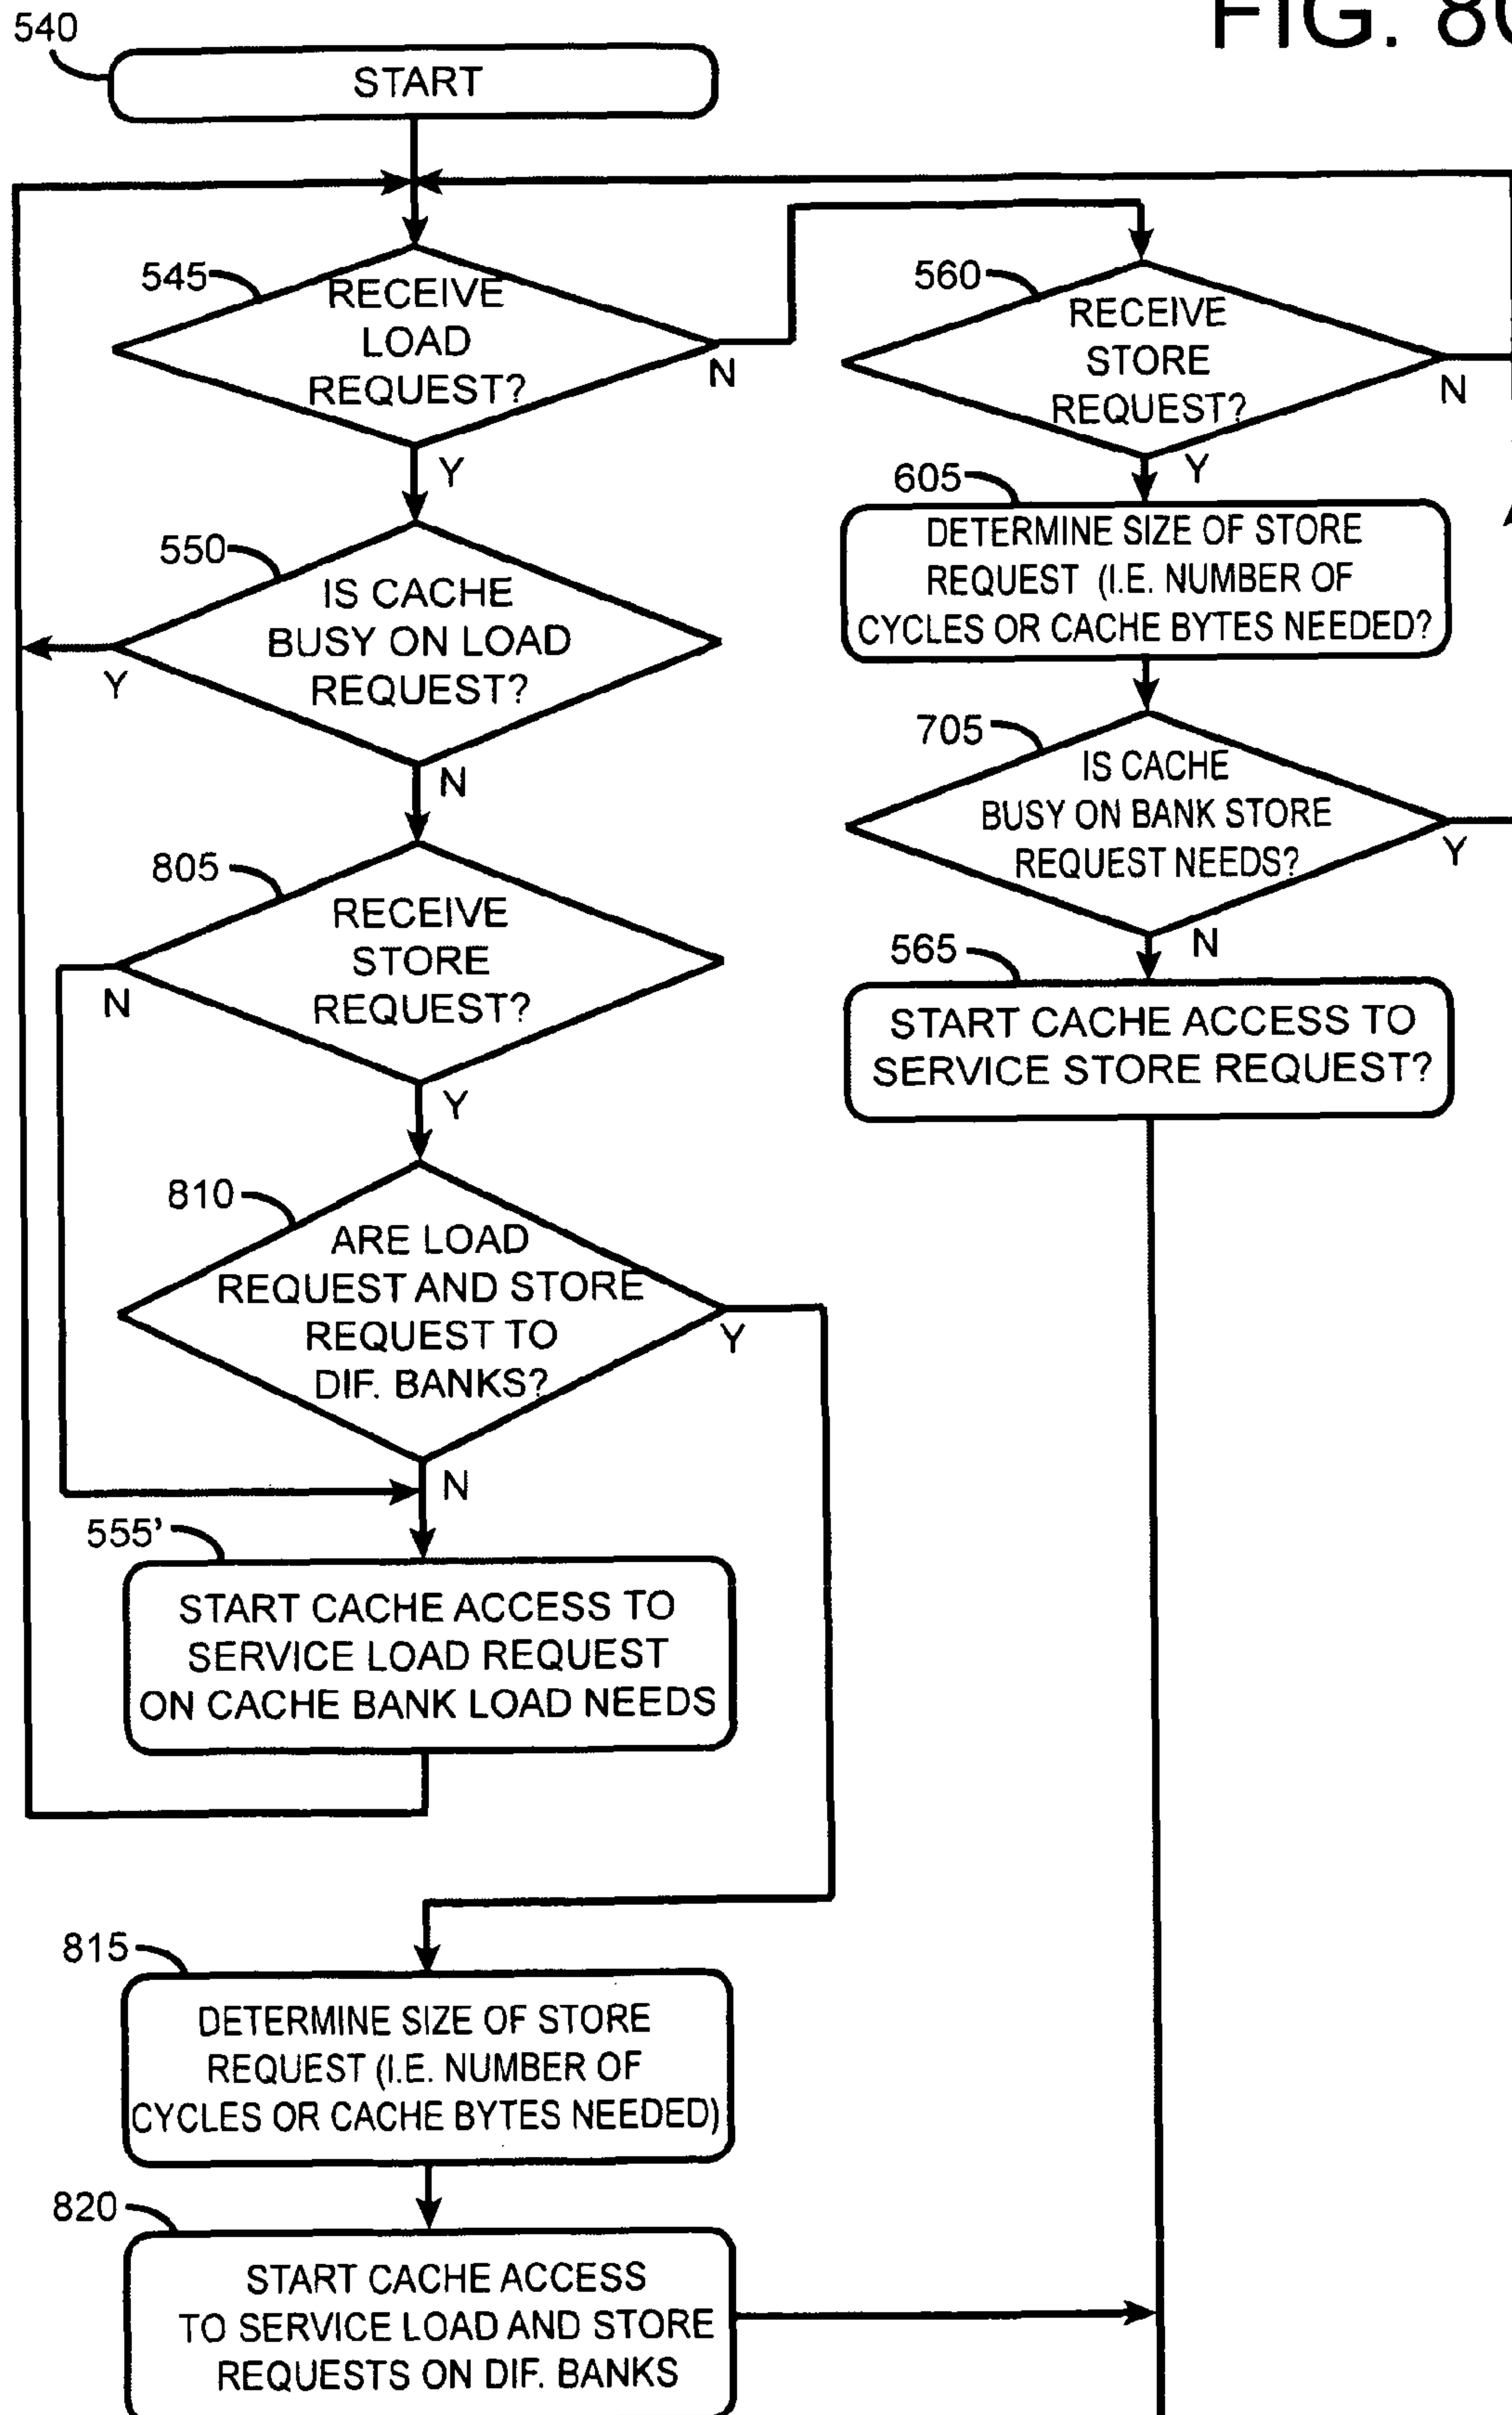 FIG. 8
540
START
545
RECEIVE
LOAD
REQUEST?
N
Y
560
RECEIVE
STORE
REQUEST?
N
Y
605
DETERMINE SIZE OF STORE
REQUEST (I.E. NUMBER OF
CYCLES OR CACHE BYTES NEEDED?
550
IS CACHE
BUSY ON LOAD
REQUEST?
Y
N
705
IS CACHE
BUSY ON BANK STORE
REQUEST NEEDS?
Y
N
805
RECEIVE
STORE
REQUEST?
N
Y
565
START CACHE ACCESS TO
SERVICE STORE REQUEST?
810
ARE LOAD
REQUEST AND STORE
REQUEST TO
DIF. BANKS?
Y
N
555'
START CACHE ACCESS TO
SERVICE LOAD REQUEST
ON CACHE BANK LOAD NEEDS
815
DETERMINE SIZE OF STORE
REQUEST (I.E. NUMBER OF
CYCLES OR CACHE BYTES NEEDED)
820
START CACHE ACCESS
TO SERVICE LOAD AND STORE
REQUESTS ON DIF. BANKS